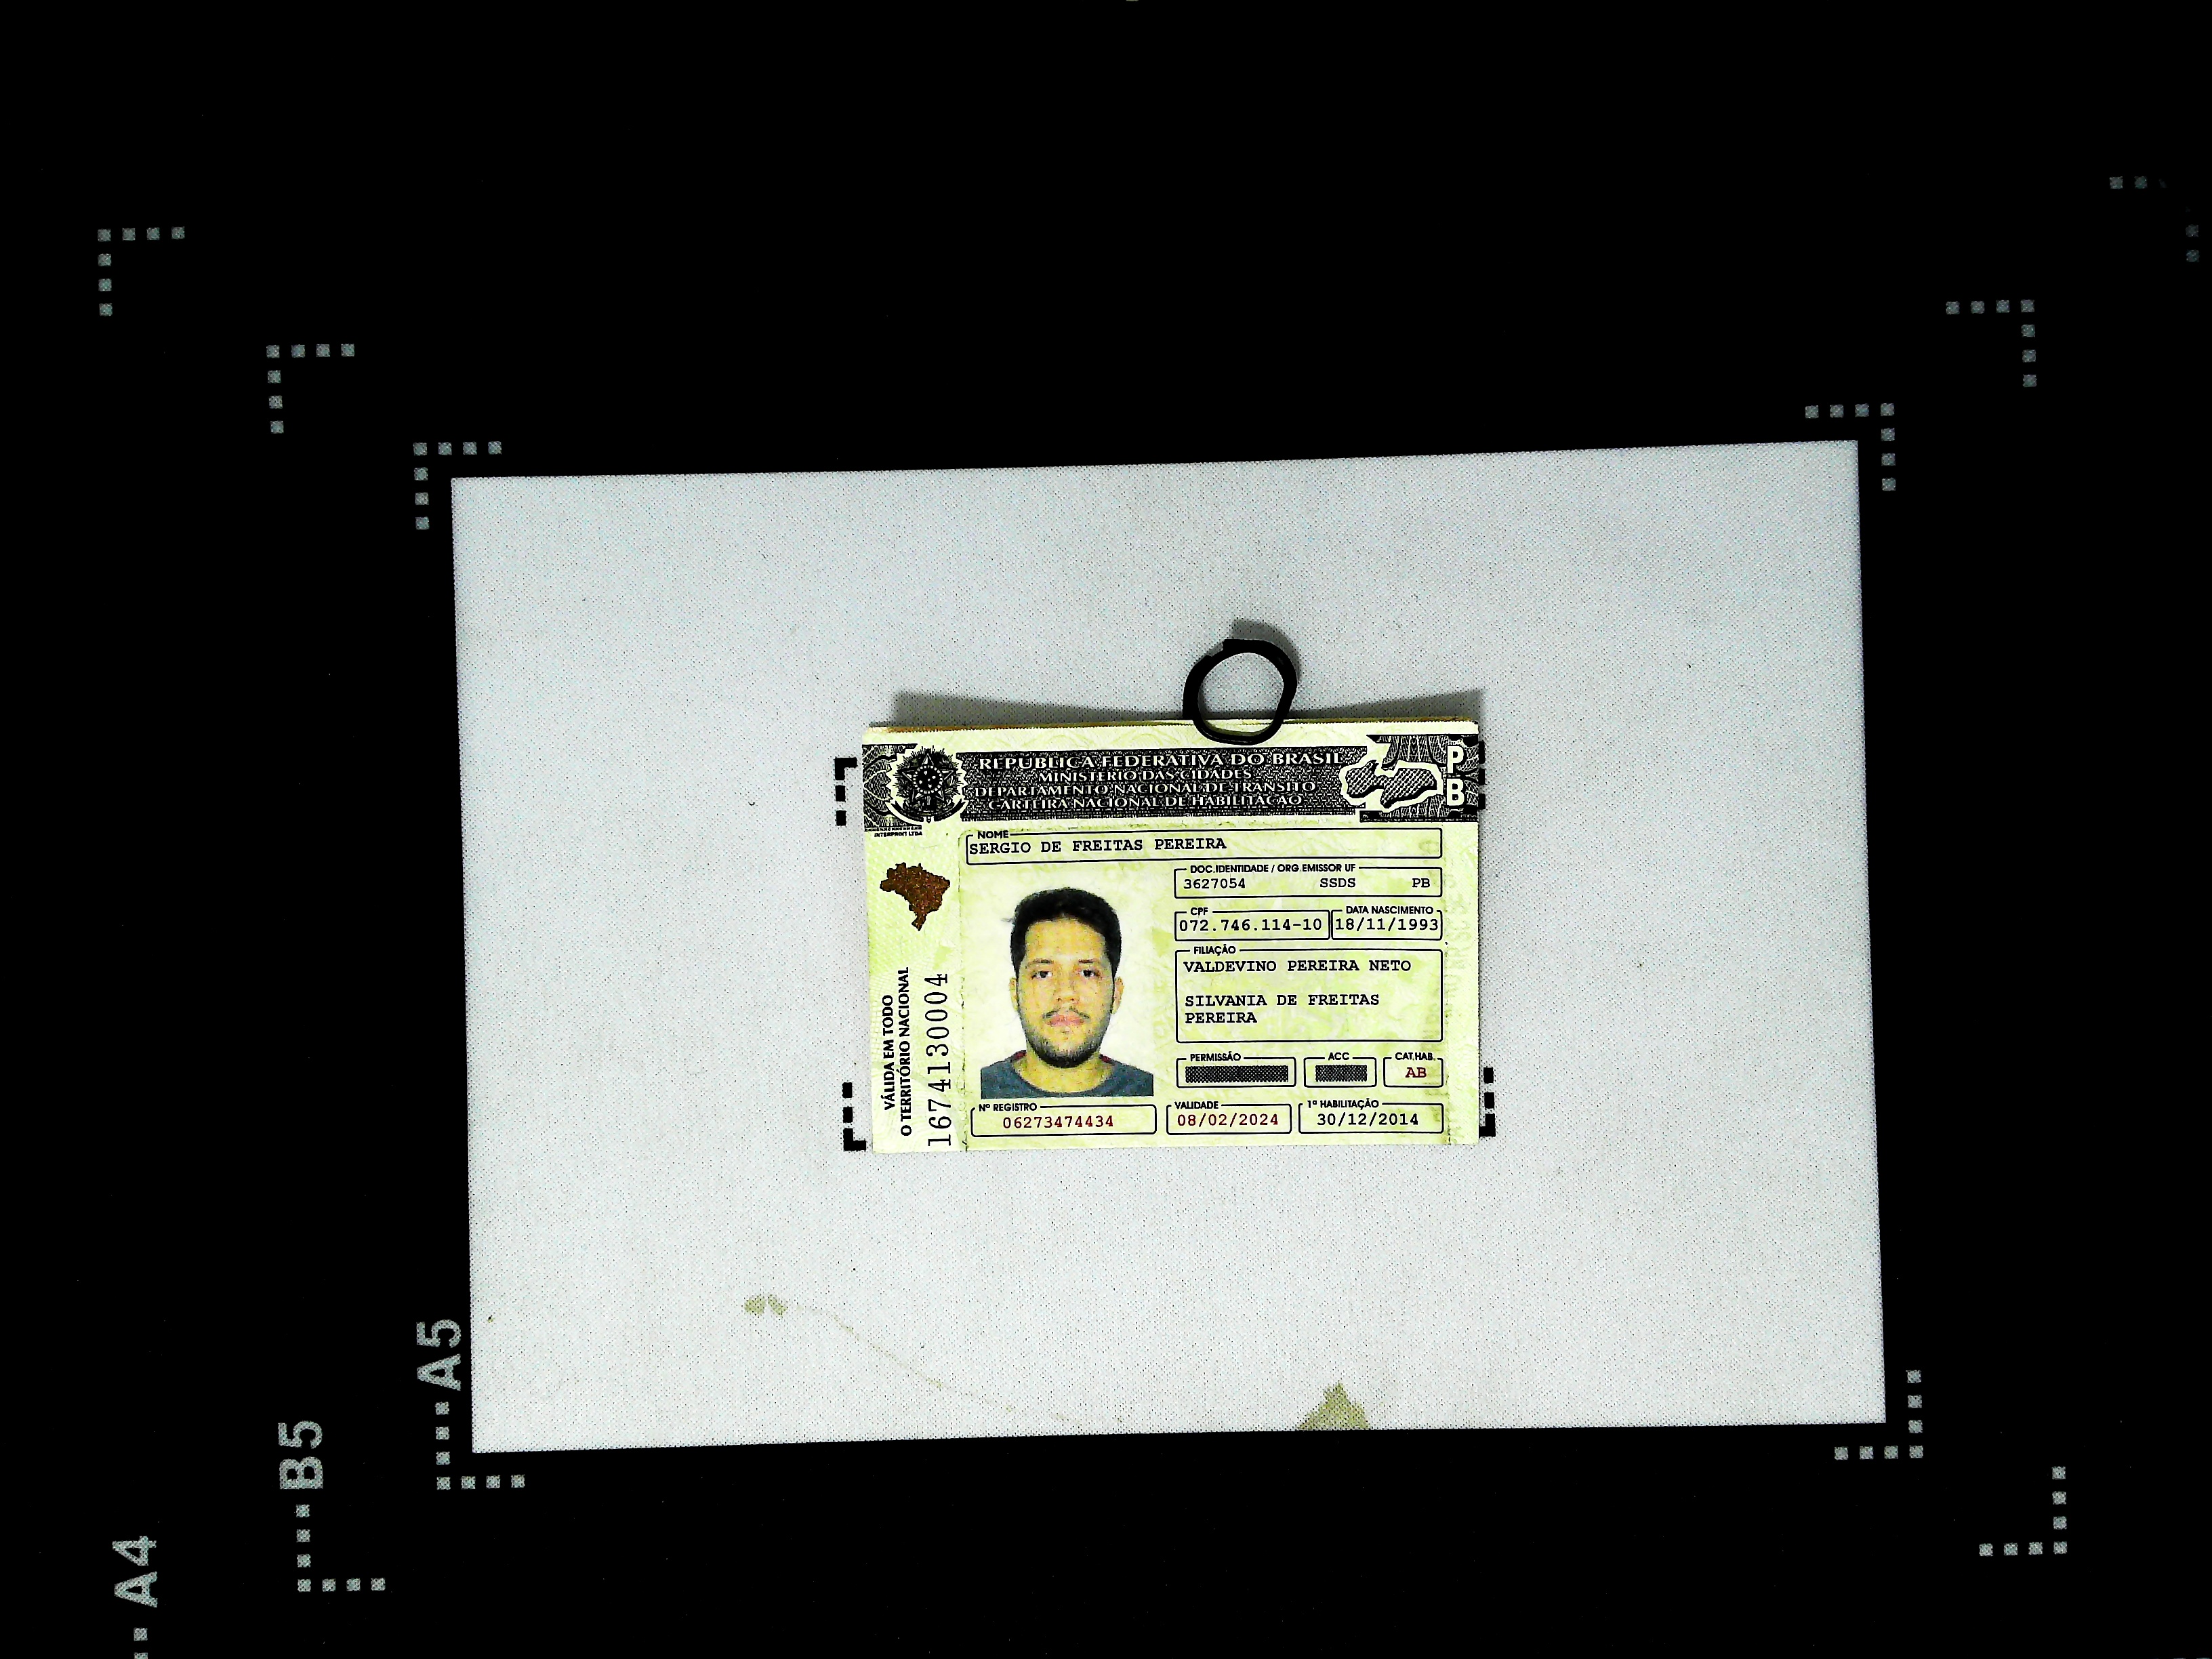 REPÚBLICA FEDERATIVA DO BRASIL
MINISTÉRIO DAS CIDADES
DEPARTAMENTO NACIONAL DE TRÂNSITO
CARTEIRA NACIONAL DE HABILITAÇÃO
P
B
INTERPRINT LTDA
NOME
SERGIO DE FREITAS PEREIRA
DOC. IDENTIDADE / ORG. EMISSOR UF
3627054 SSDS PB
CPF
072.746.114-10
DATA NASCIMENTO
18/11/1993
FILIAÇÃO
VALDEVINO PEREIRA NETO
SILVANIA DE FREITAS
PEREIRA
PERMISSÃO
ACC
CAT. HAB.
AB
Nº REGISTRO
06273474434
VALIDADE
08/02/2024
1ª HABILITAÇÃO
30/12/2014
VÁLIDA EM TODO
O TERRITÓRIO NACIONAL
1674130004
A5
B5
A4